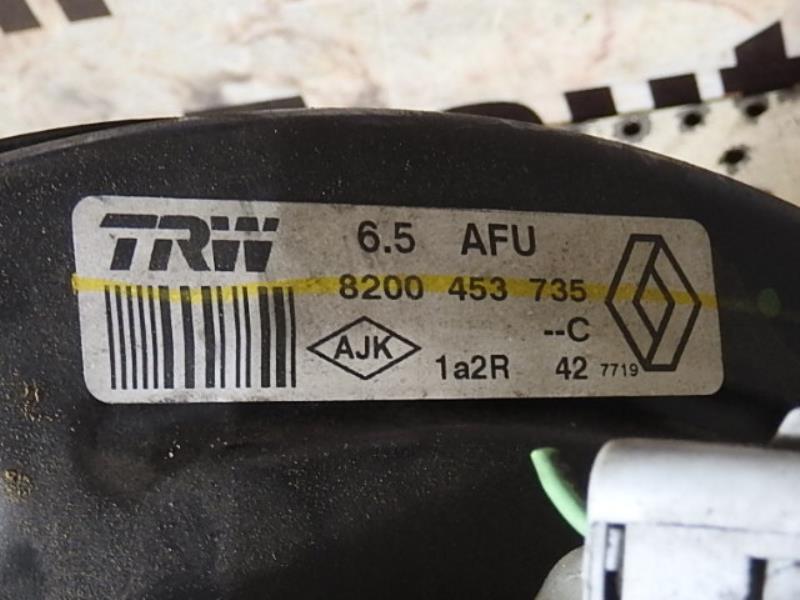 TRW 6.5 AFU
8200 453 735
--C
AJK 1a2R 42 7719